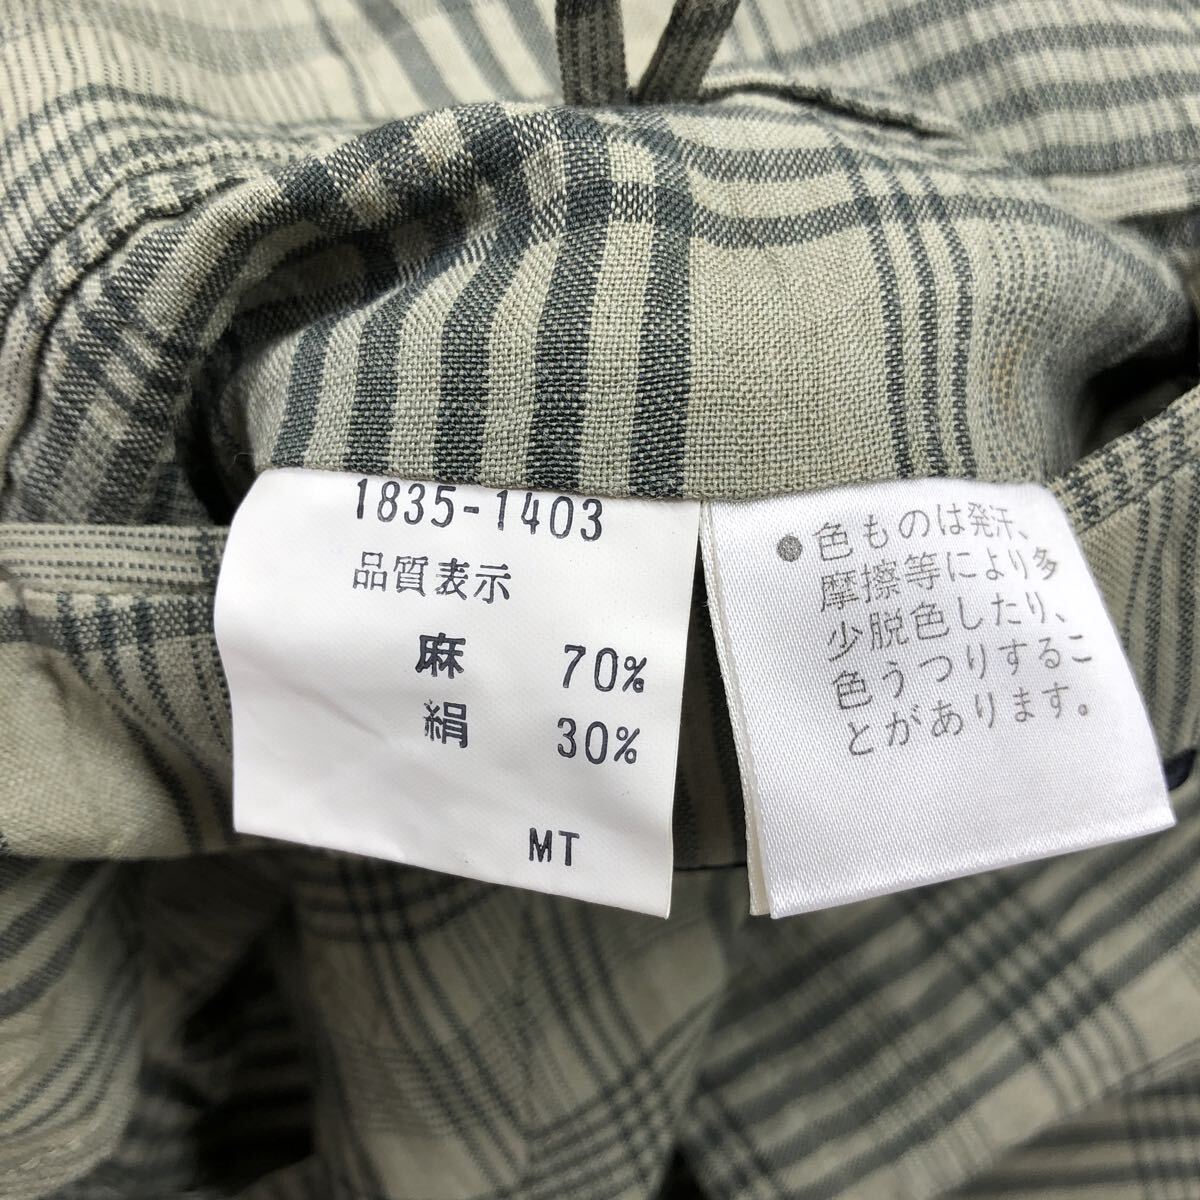 1835-1403
品質表示
麻 70%
絹 30%
MT
●色ものは発汗、
摩擦等により多
少脱色したり、
色うつりするこ
とがあります。